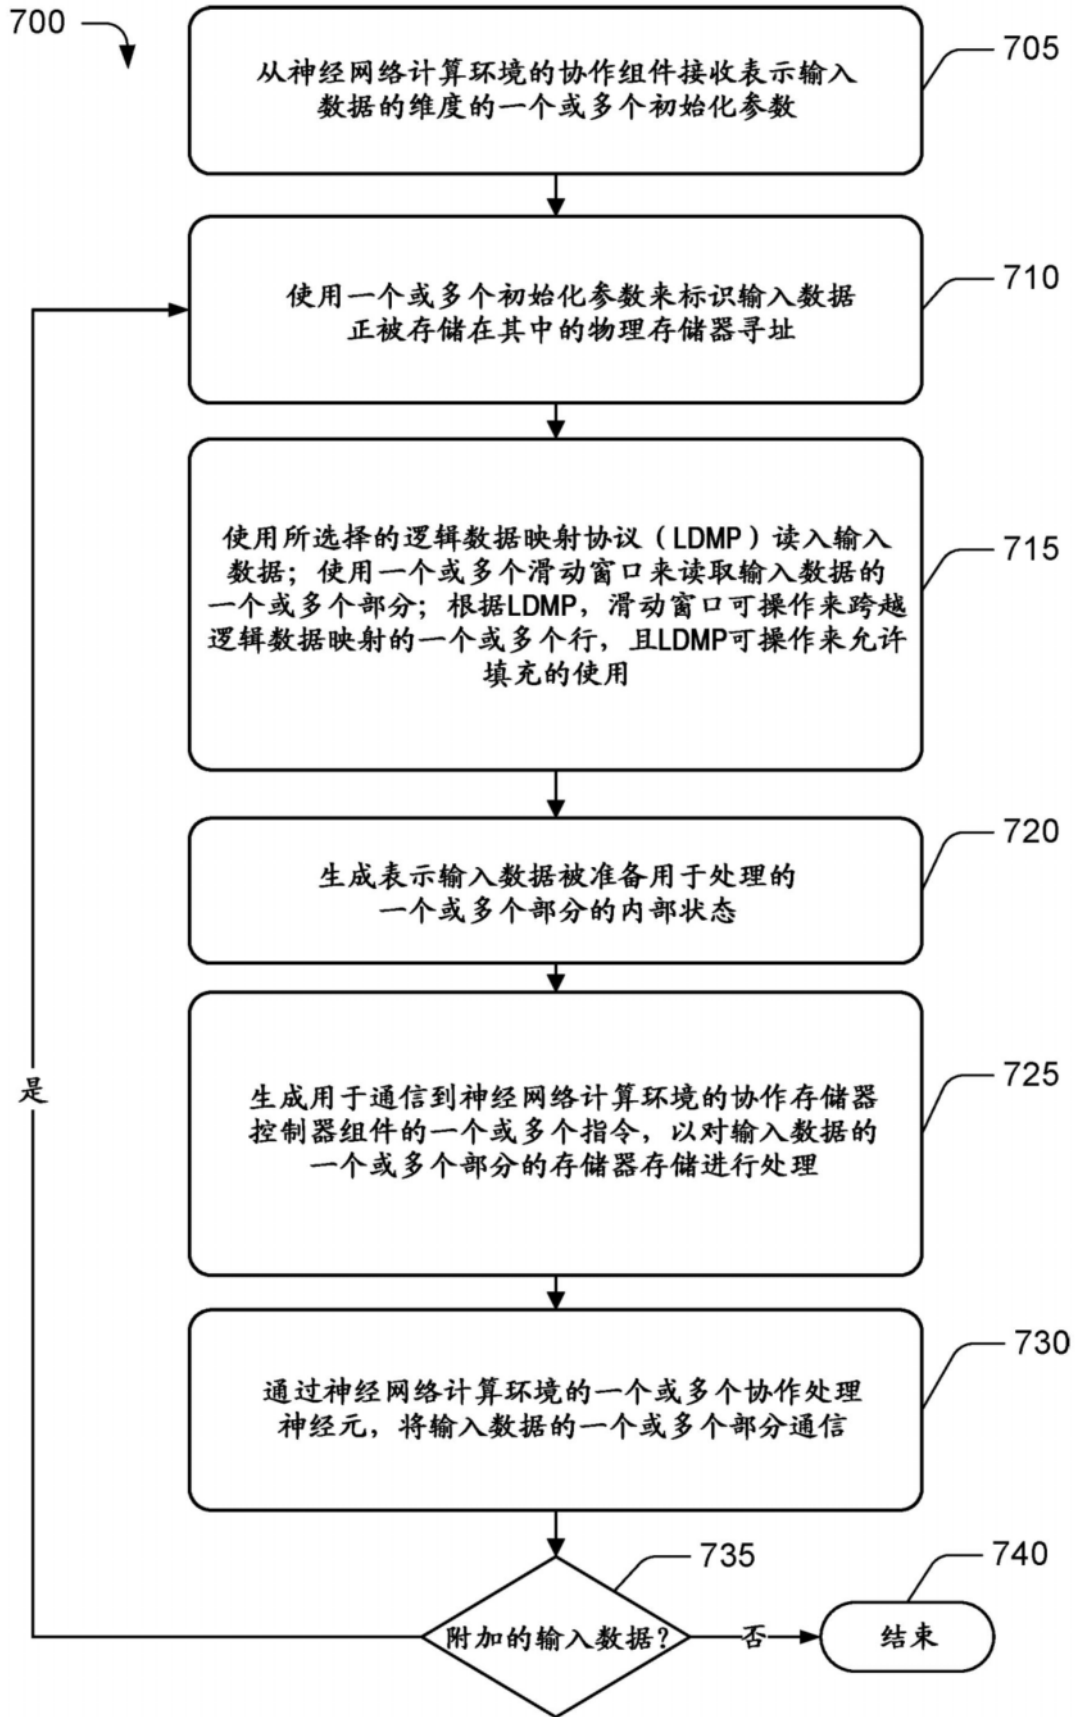 700
705
从神经网络计算环境的协作组件接收表示输入
数据的维度的一个或多个初始化参数
710
使用一个或多个初始化参数来标识输入数据
正被存储在其中的物理存储器寻址
715
使用所选择的逻辑数据映射协议（LDMP）读入输入
数据；使用一个或多个滑动窗口来读取输入数据的
一个或多个部分；根据LDMP，滑动窗口可操作来跨越
逻辑数据映射的一个或多个行，且LDMP可操作来允许
填充的使用
720
生成表示输入数据被准备用于处理的
一个或多个部分的内部状态
725
是
生成用于通信到神经网络计算环境的协作存储器
控制器组件的一个或多个指令，以对输入数据的
一个或多个部分的存储器存储进行处理
730
通过神经网络计算环境的一个或多个协作处理
神经元，将输入数据的一个或多个部分通信
735
740
附加的输入数据？
否
结束